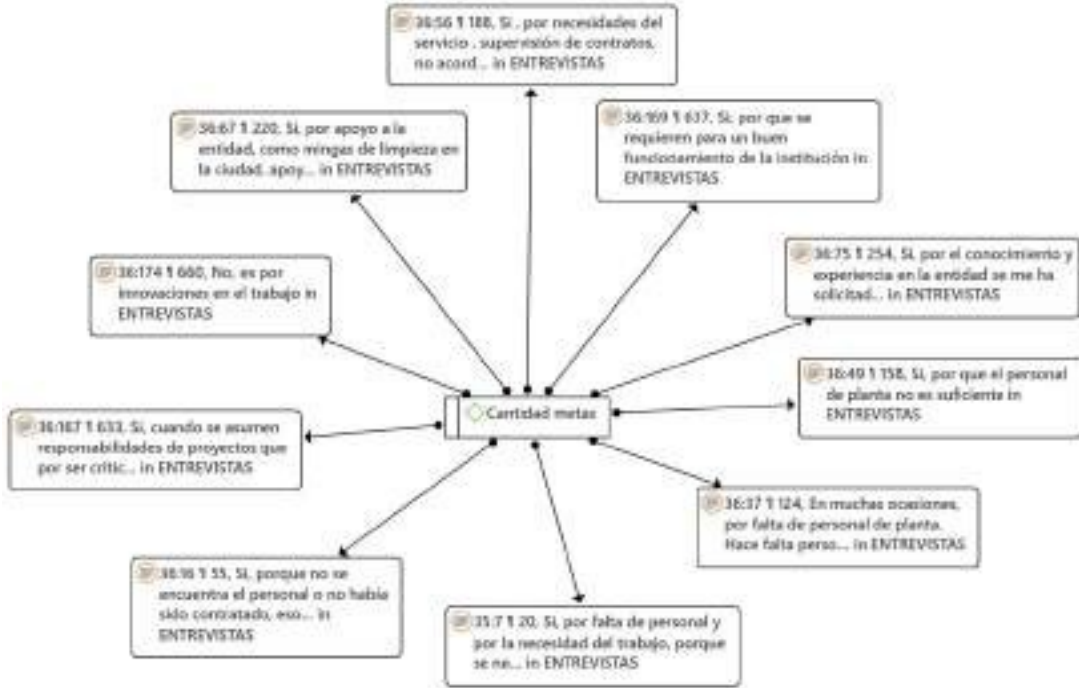 36:56 ¶ 188, Si , por necesidades del
servicio , supervisión de contratos,
no acord... in ENTREVISTAS
36:67 ¶ 220, Si, por apoyo a la
entidad, como mingas de limpieza en
la ciudad, apoy... in ENTREVISTAS
36:169 ¶ 637, Si, por que se
requieren para un buen
funcionamiento de la institución in
ENTREVISTAS
36:174 ¶ 660, No, es por
innovaciones en el trabajo in
ENTREVISTAS
36:75 ¶ 254, Si, por el conocimiento y
experiencia en la entidad se me ha
solicitad... in ENTREVISTAS
36:49 ¶ 158, Si, por que el personal
de planta no es suficiente in
ENTREVISTAS
Cantidad metas
36:167 ¶ 633, Si, cuando se asumen
responsabilidades de proyectos que
por ser crític... in ENTREVISTAS
36:37 ¶ 124, En muchas ocasiones,
por falta de personal de planta.
Hace falta perso... in ENTREVISTAS
36:16 ¶ 55, Si, porque no se
encuentra el personal o no había
sido contratado, eso... in
ENTREVISTAS
35:7 ¶ 20, Si, por falta de personal y
por la necesidad del trabajo, porque
se ne... in ENTREVISTAS